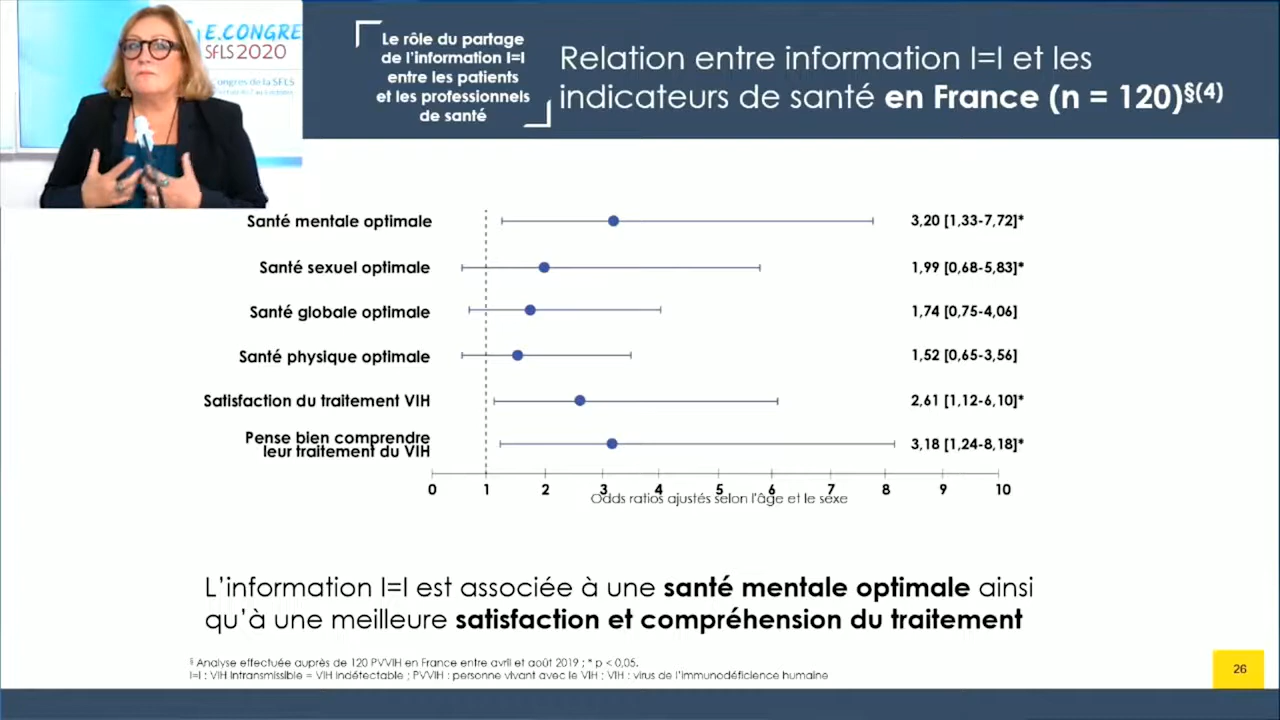 E.CONGRE
SFLS 2020
Congrès de la SFLS
Le rôle du partage
de l'information I=I
entre les patients
et les professionnels
de santé
Relation entre information I=I et les
indicateurs de santé en France (n = 120)§(4)
Santé mentale optimale 3,20 [1,33-7,72]*
Santé sexuel optimale 1,99 [0,68-5,83]*
Santé globale optimale 1,74 [0,75-4,06]
Santé physique optimale 1,52 [0,65-3,56]
Satisfaction du traitement VIH 2,61 [1,12-6,10]*
Pense bien comprendre
leur traitement du VIH 3,18 [1,24-8,18]*
0 1 2 3 4 5 6 7 8 9 10
Odds ratios ajustés selon l'âge et le sexe
L'information I=I est associée à une santé mentale optimale ainsi
qu'à une meilleure satisfaction et compréhension du traitement
§ Analyse effectuée auprès de 120 PVVIH en France entre avril et août 2019 ; * p < 0,05.
I=I : VIH Intransmissible = VIH indétectable ; PVVIH : personne vivant avec le VIH ; VIH : virus de l'immunodéficience humaine
26